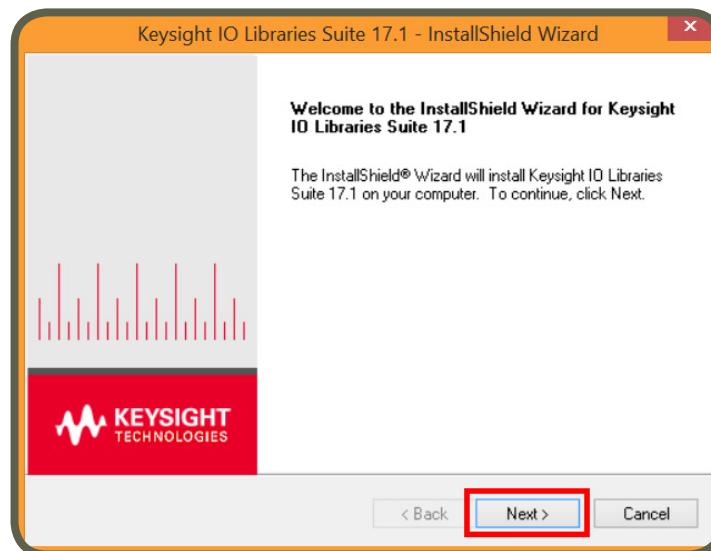 Keysight IO Libraries Suite 17.1 - InstallShield Wizard
Welcome to the InstallShield Wizard for Keysight
IO Libraries Suite 17.1
The InstallShield® Wizard will install Keysight IO Libraries
Suite 17.1 on your computer. To continue, click Next.
KEYSIGHT
TECHNOLOGIES
< Back
Next >
Cancel